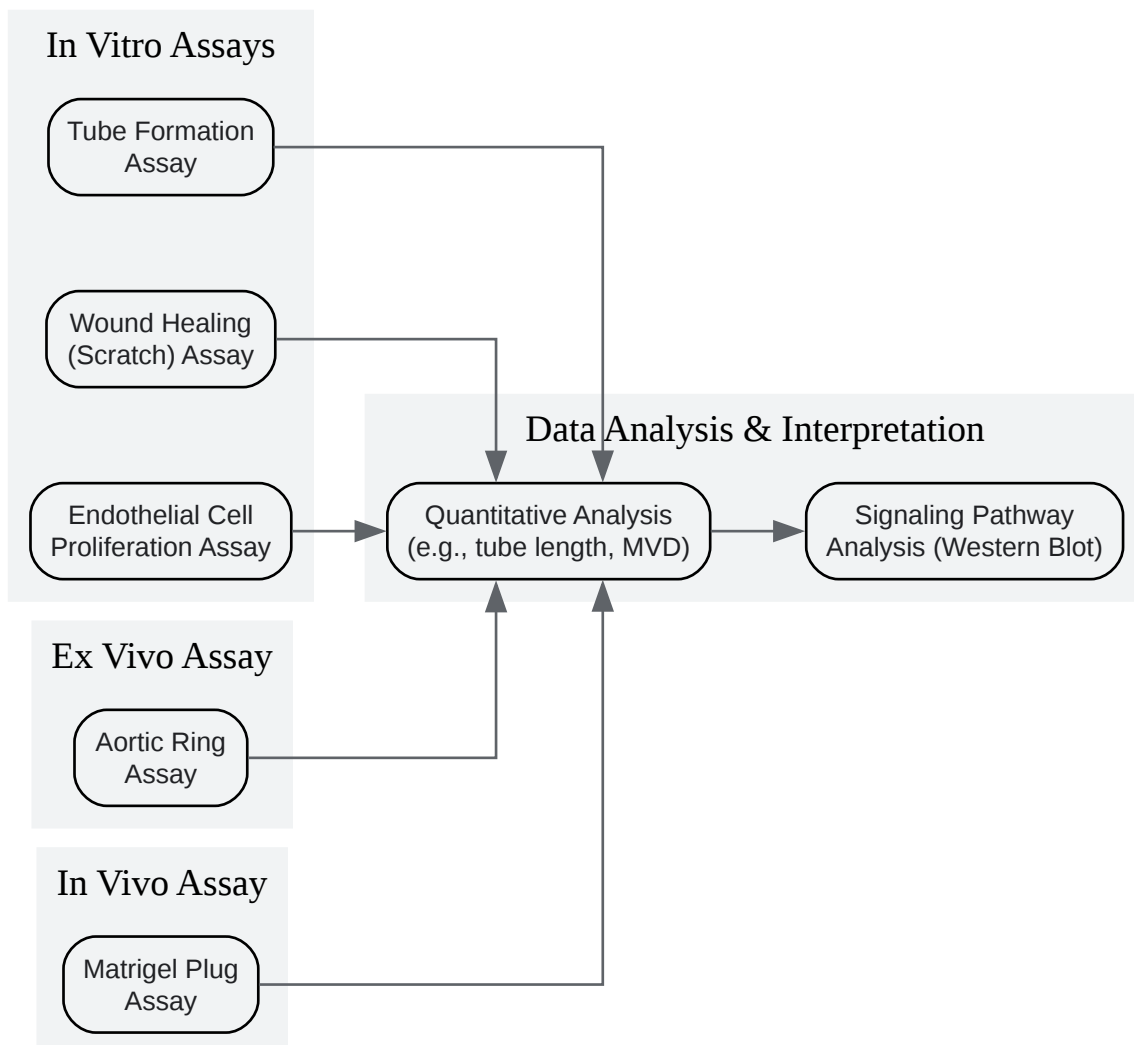 In Vitro Assays
Tube Formation
Assay
Wound Healing
(Scratch) Assay
Endothelial Cell
Proliferation Assay
Data Analysis & Interpretation
Quantitative Analysis
(e.g., tube length, MVD)
Signaling Pathway
Analysis (Western Blot)
Ex Vivo Assay
Aortic Ring
Assay
In Vivo Assay
Matrigel Plug
Assay